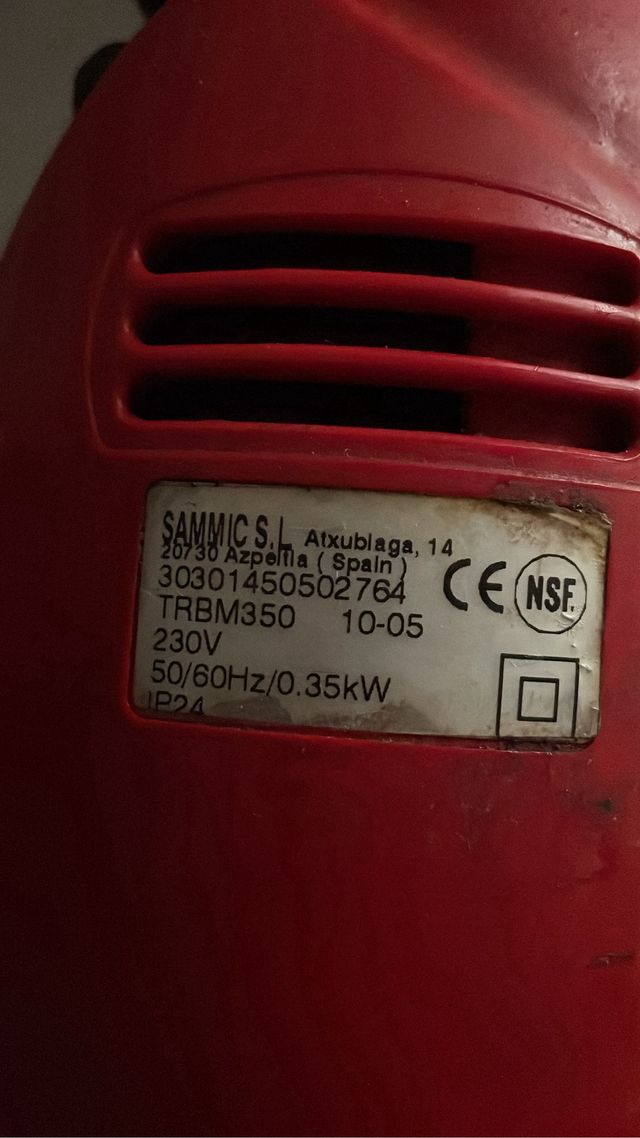 SAMMIC S.L Atxubiaga, 14
20730 Azpeitia ( Spain )
30301450502764
TRBM350 10-05
230V
50/60Hz/0.35kW
IP24
CE NSF.